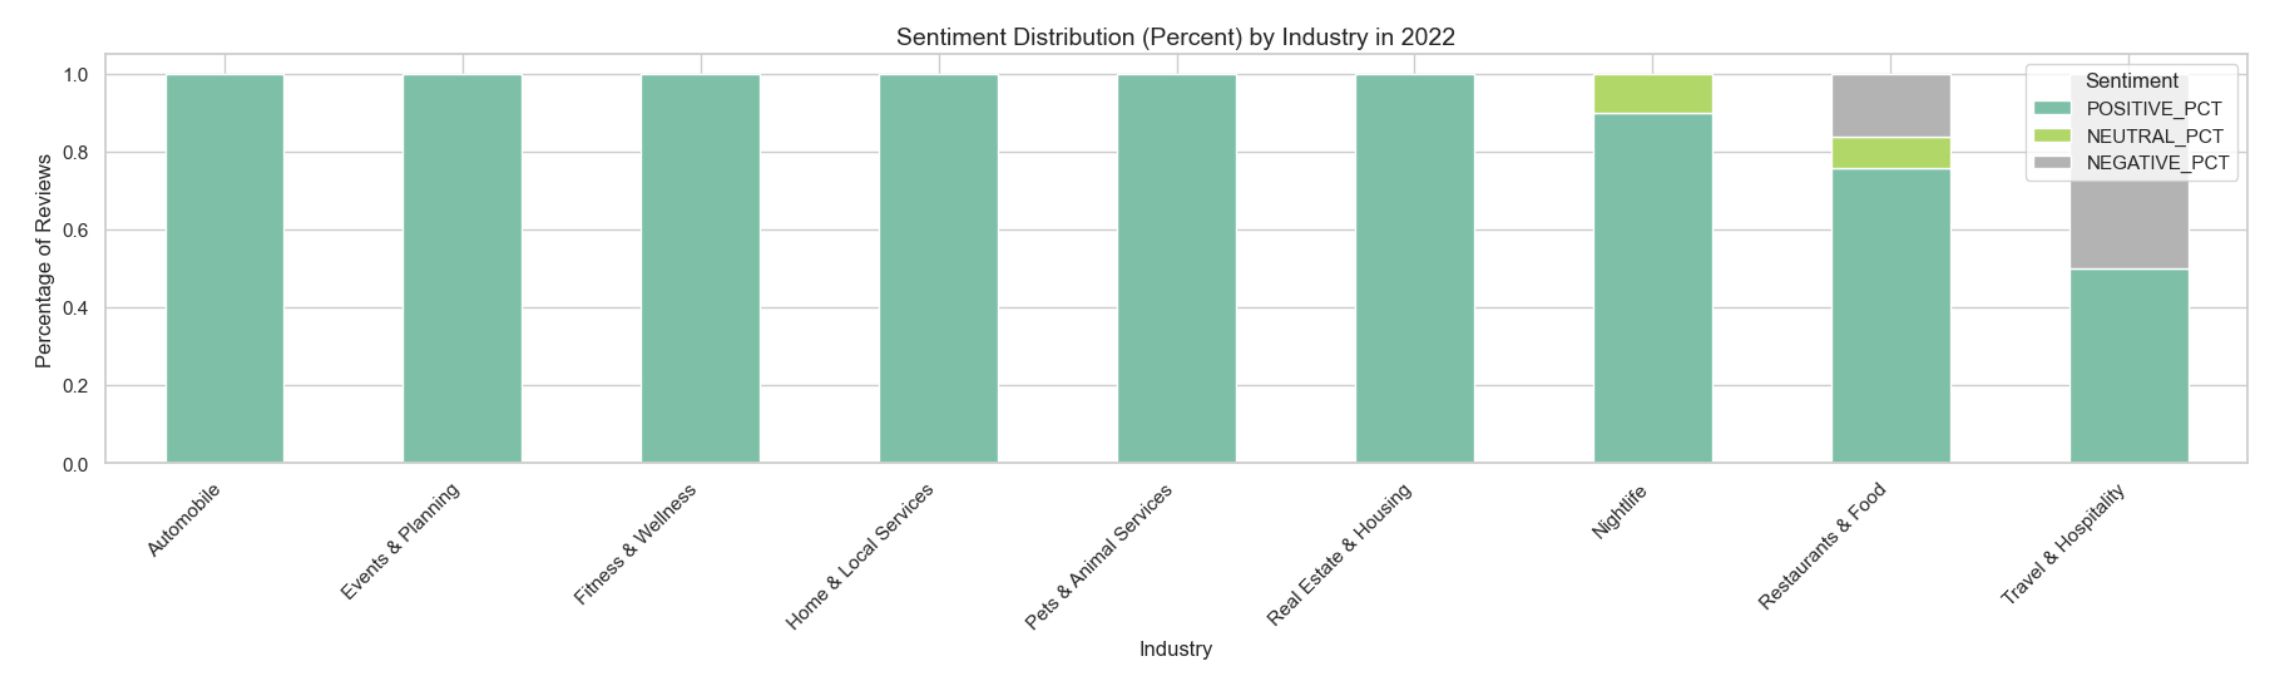 Sentiment Distribution (Percent) by Industry in 2022
Percentage of Reviews
1.0
0.8
0.6
0.4
0.2
0.0
Sentiment
POSITIVE_PCT
NEUTRAL_PCT
NEGATIVE_PCT
Automobile
Events & Planning
Fitness & Wellness
Home & Local Services
Pets & Animal Services
Real Estate & Housing
Nightlife
Restaurants & Food
Travel & Hospitality
Industry